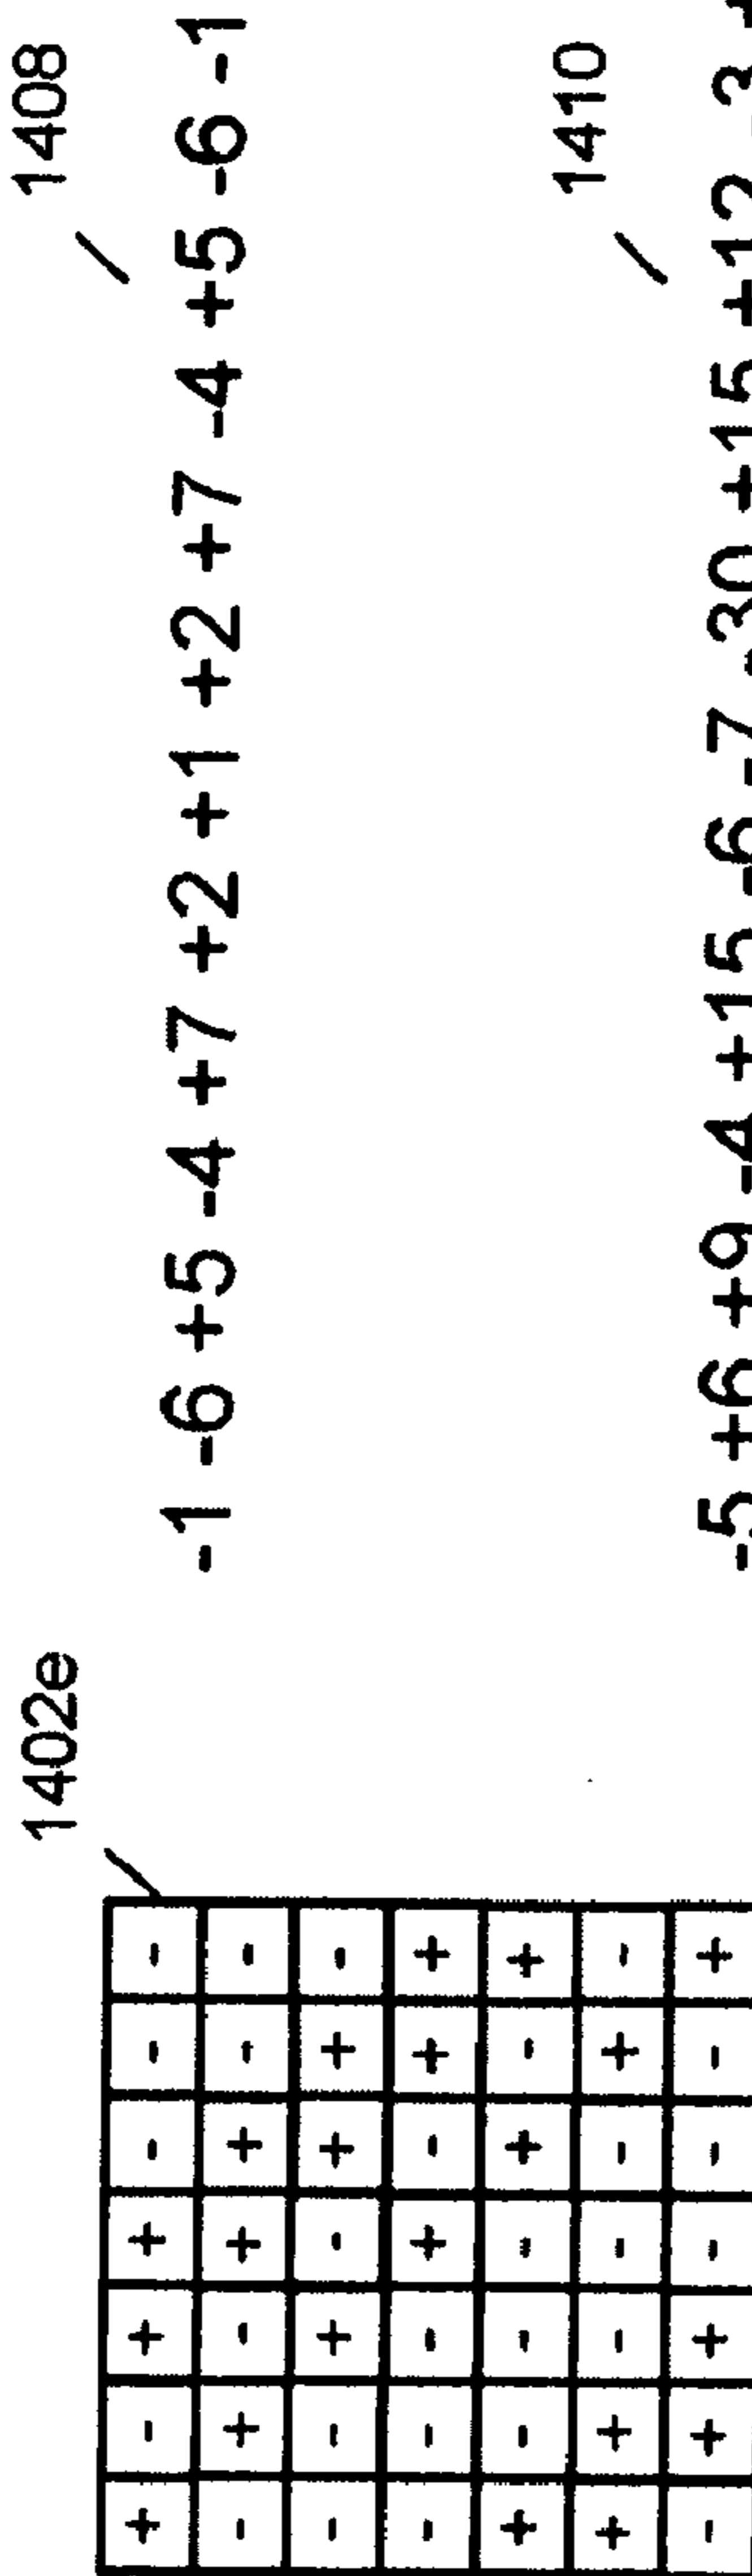 1402e
1408
+ - + + - - -
- + - + + - -
- - + - + + -
- - - + - + +
+ - - - + - +
+ + - - - + -
- + + - - - +
-1 -6 +5 -4 +7 +2 +1 +2 +7 -4 +5 -6 -1
1410
-5 +6 +9 -4 +15 -6 -7 -30 +15 +12 -3 +